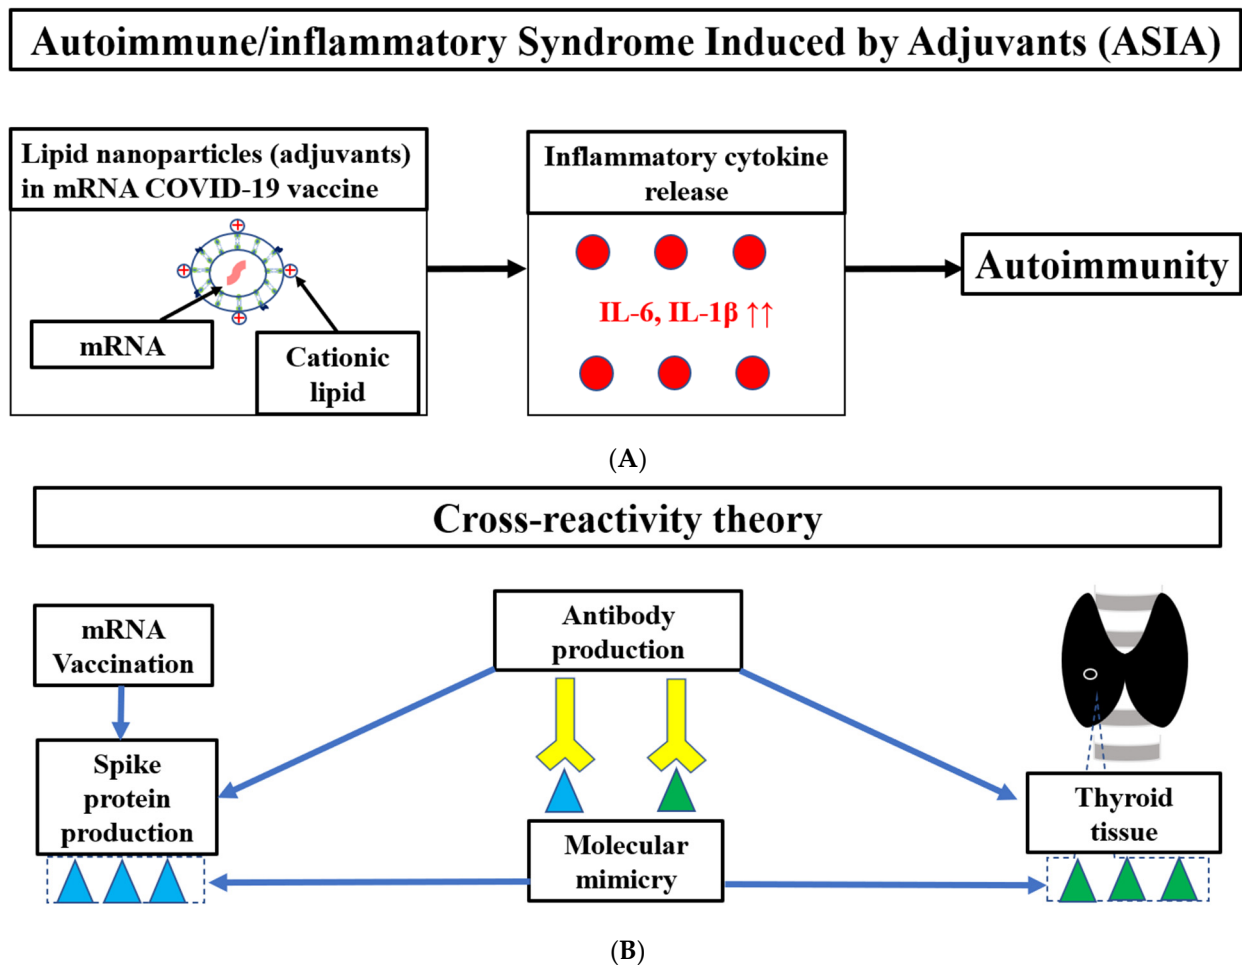 Autoimmune/inflammatory Syndrome Induced by Adjuvants (ASIA)
Lipid nanoparticles (adjuvants)
in mRNA COVID-19 vaccine
mRNA
Cationic
lipid
Inflammatory cytokine
release
IL-6, IL-1β ↑↑
Autoimmunity
(A)
Cross-reactivity theory
mRNA
Vaccination
Spike
protein
production
Antibody
production
Molecular
mimicry
Thyroid
tissue
(B)